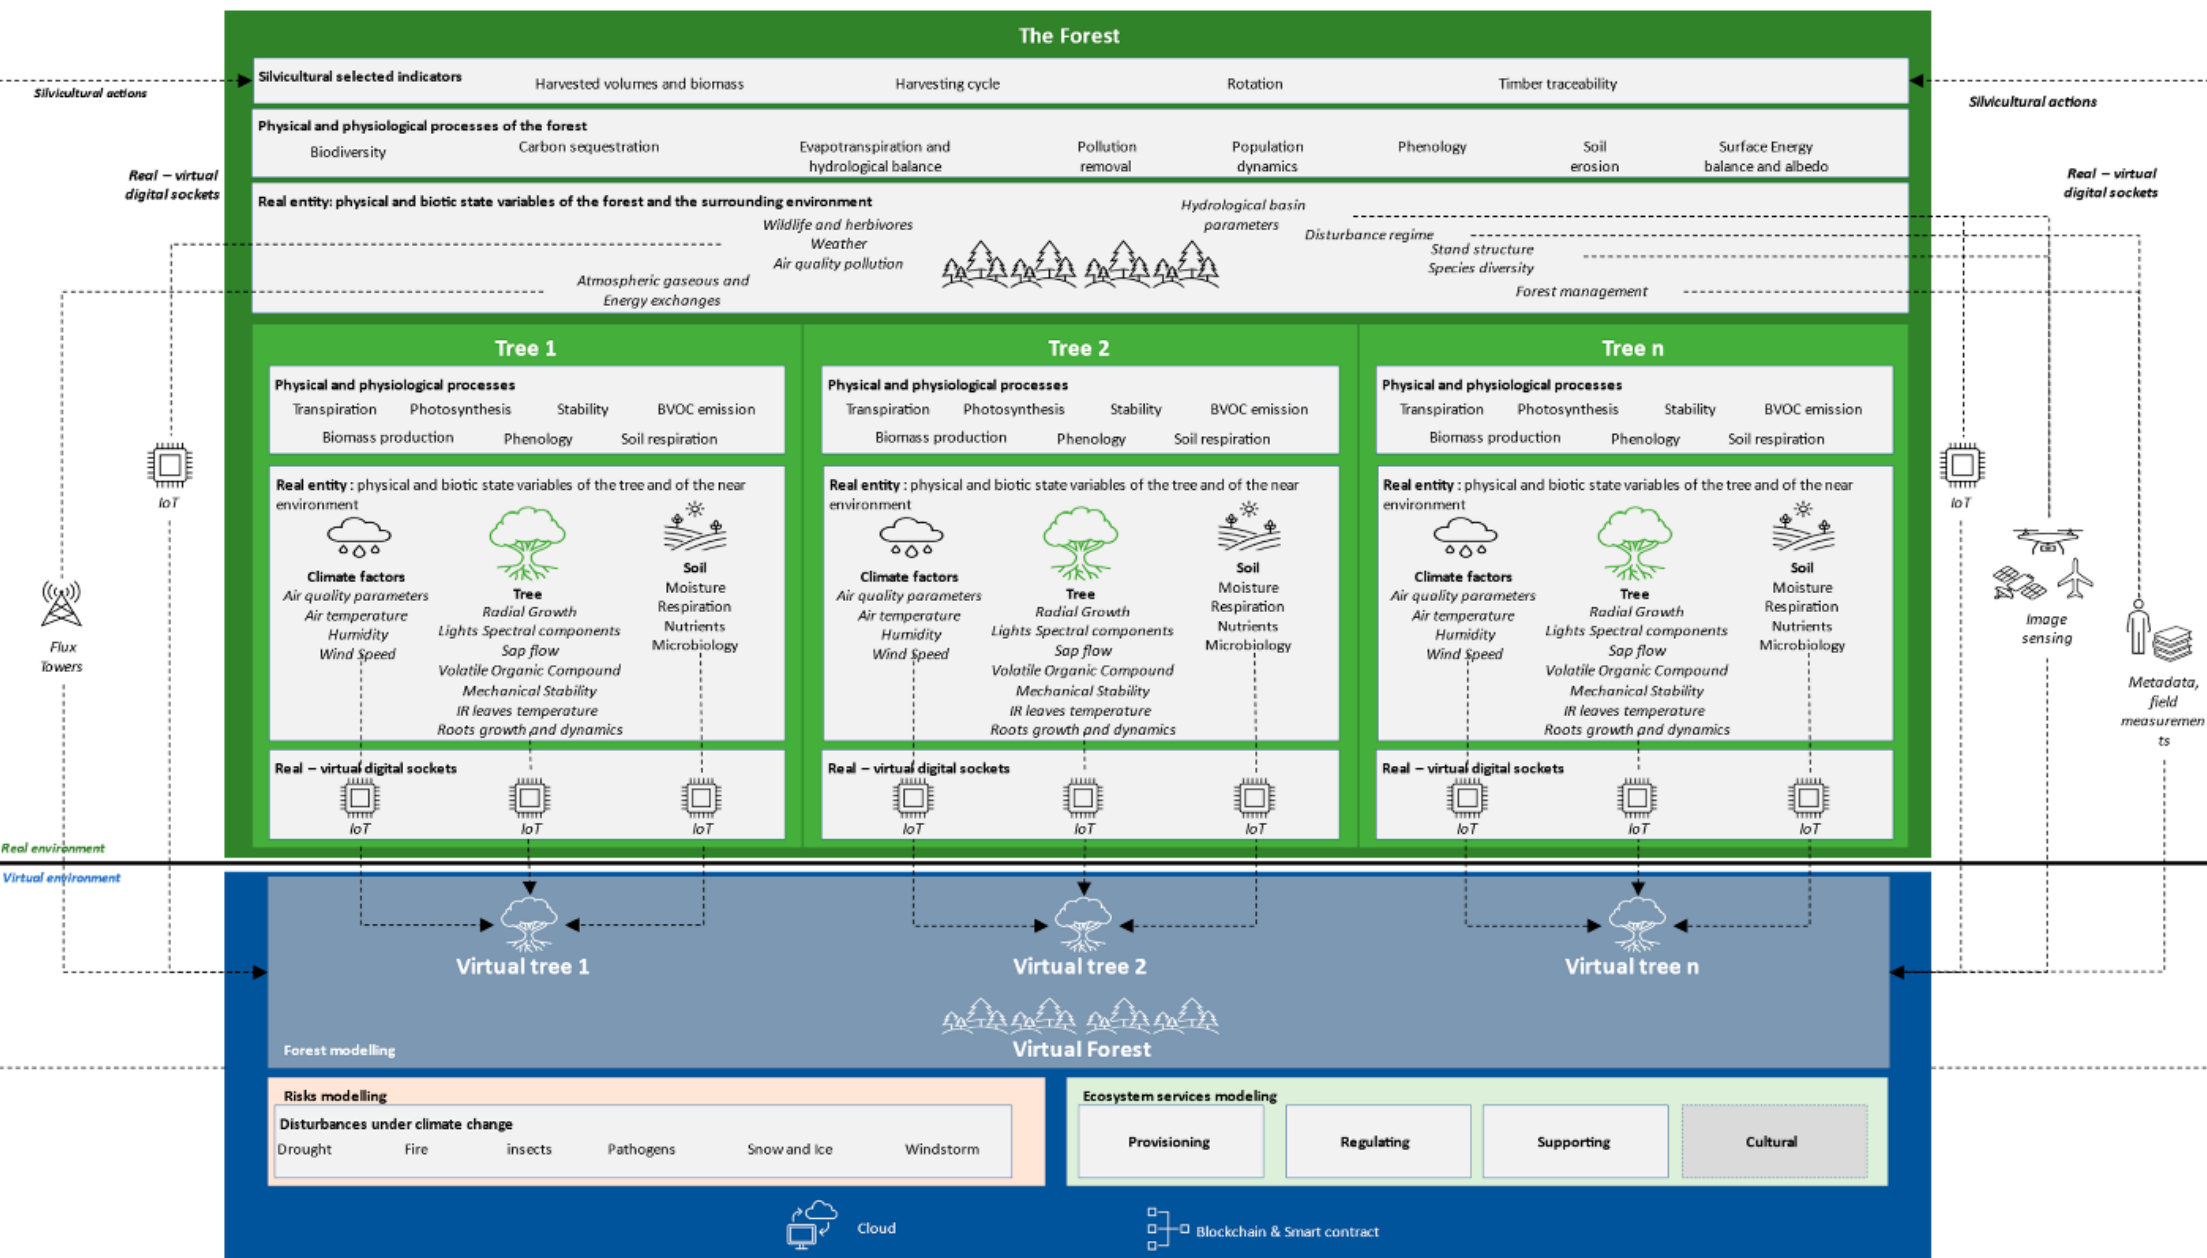 The Forest
Silvicultural selected indicators
Harvested volumes and biomass
Harvesting cycle
Rotation
Timber traceability
Silvicultural actions
Silvicultural actions
Physical and physiological processes of the forest
Biodiversity
Carbon sequestration
Evapotranspiration and
hydrological balance
Pollution
removal
Population
dynamics
Phenology
Soil
erosion
Surface Energy
balance and albedo
Real – virtual
digital sockets
Real – virtual
digital sockets
Real entity: physical and biotic state variables of the forest and the surrounding environment
Wildlife and herbivores
Weather
Air quality pollution
Atmospheric gaseous and
Energy exchanges
Hydrological basin
parameters
Disturbance regime
Stand structure
Species diversity
Forest management
Tree 1
Physical and physiological processes
Transpiration
Photosynthesis
Stability
BVOC emission
Biomass production
Phenology
Soil respiration
Real entity : physical and biotic state variables of the tree and of the near
environment
Climate factors
Air quality parameters
Air temperature
Humidity
Wind Speed
Tree
Radial Growth
Lights Spectral components
Sap flow
Volatile Organic Compound
Mechanical Stability
IR leaves temperature
Roots growth and dynamics
Soil
Moisture
Respiration
Nutrients
Microbiology
Real – virtual digital sockets
IoT
IoT
IoT
Tree 2
Physical and physiological processes
Transpiration
Photosynthesis
Stability
BVOC emission
Biomass production
Phenology
Soil respiration
Real entity : physical and biotic state variables of the tree and of the near
environment
Climate factors
Air quality parameters
Air temperature
Humidity
Wind Speed
Tree
Radial Growth
Lights Spectral components
Sap flow
Volatile Organic Compound
Mechanical Stability
IR leaves temperature
Roots growth and dynamics
Soil
Moisture
Respiration
Nutrients
Microbiology
Real – virtual digital sockets
IoT
IoT
IoT
Tree n
Physical and physiological processes
Transpiration
Photosynthesis
Stability
BVOC emission
Biomass production
Phenology
Soil respiration
Real entity : physical and biotic state variables of the tree and of the near
environment
Climate factors
Air quality parameters
Air temperature
Humidity
Wind Speed
Tree
Radial Growth
Lights Spectral components
Sap flow
Volatile Organic Compound
Mechanical Stability
IR leaves temperature
Roots growth and dynamics
Soil
Moisture
Respiration
Nutrients
Microbiology
Real – virtual digital sockets
IoT
IoT
IoT
IoT
Flux
Towers
IoT
Image
sensing
Metadata,
field
measuremen
ts
Real environment
Virtual environment
Virtual tree 1
Virtual tree 2
Virtual tree n
Forest modelling
Virtual Forest
Risks modelling
Disturbances under climate change
Drought
Fire
insects
Pathogens
Snow and Ice
Windstorm
Ecosystem services modeling
Provisioning
Regulating
Supporting
Cultural
Cloud
Blockchain & Smart contract